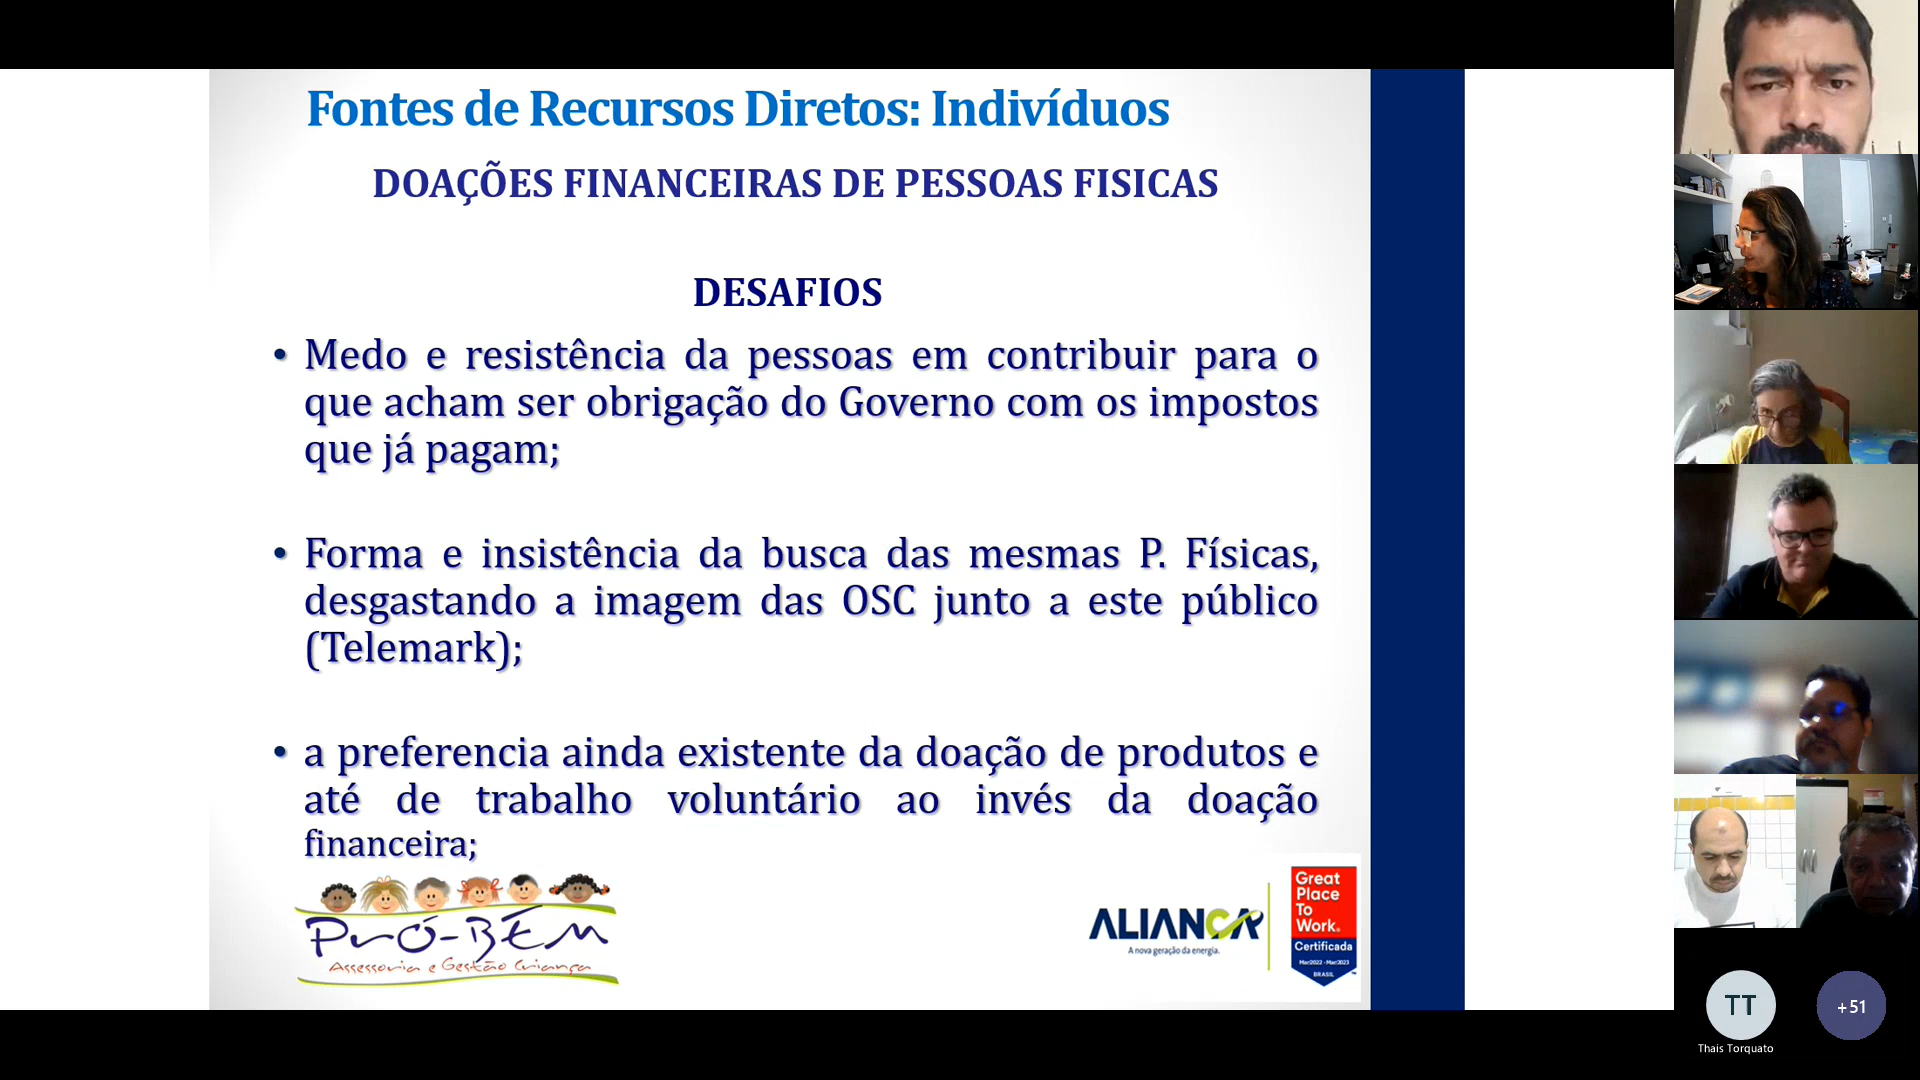 Fontes de Recursos Diretos: Indivíduos
DOAÇÕES FINANCEIRAS DE PESSOAS FISICAS
DESAFIOS
• Medo e resistência da pessoas em contribuir para o
que acham ser obrigação do Governo com os impostos
que já pagam;
• Forma e insistência da busca das mesmas P. Físicas,
desgastando a imagem das OSC junto a este público
(Telemark);
• a preferencia ainda existente da doação de produtos e
até de trabalho voluntário ao invés da doação
financeira;
PRÓ-BEM
Assessoria e Gestão Criança
ALIANÇA
A nova geração da energia.
Great
Place
To
Work.
Certificada
Mar/2022 - Mar/2023
BRASIL
TT
Thais Torquato
+51